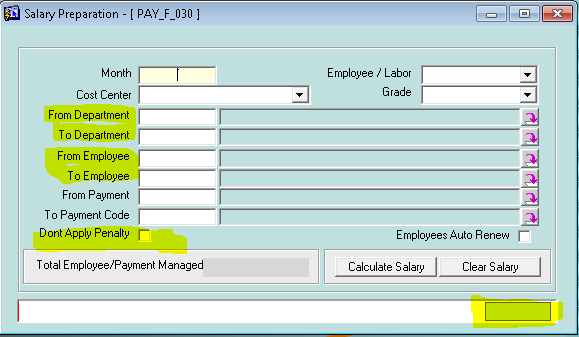 Salary Preparation - [ PAY_F_030 ]
Month Employee / Labor
Cost Center Grade
From Department
To Department
From Employee
To Employee
From Payment
To Payment Code
Dont Apply Penalty Employees Auto Renew
Total Employee/Payment Managed Calculate Salary Clear Salary